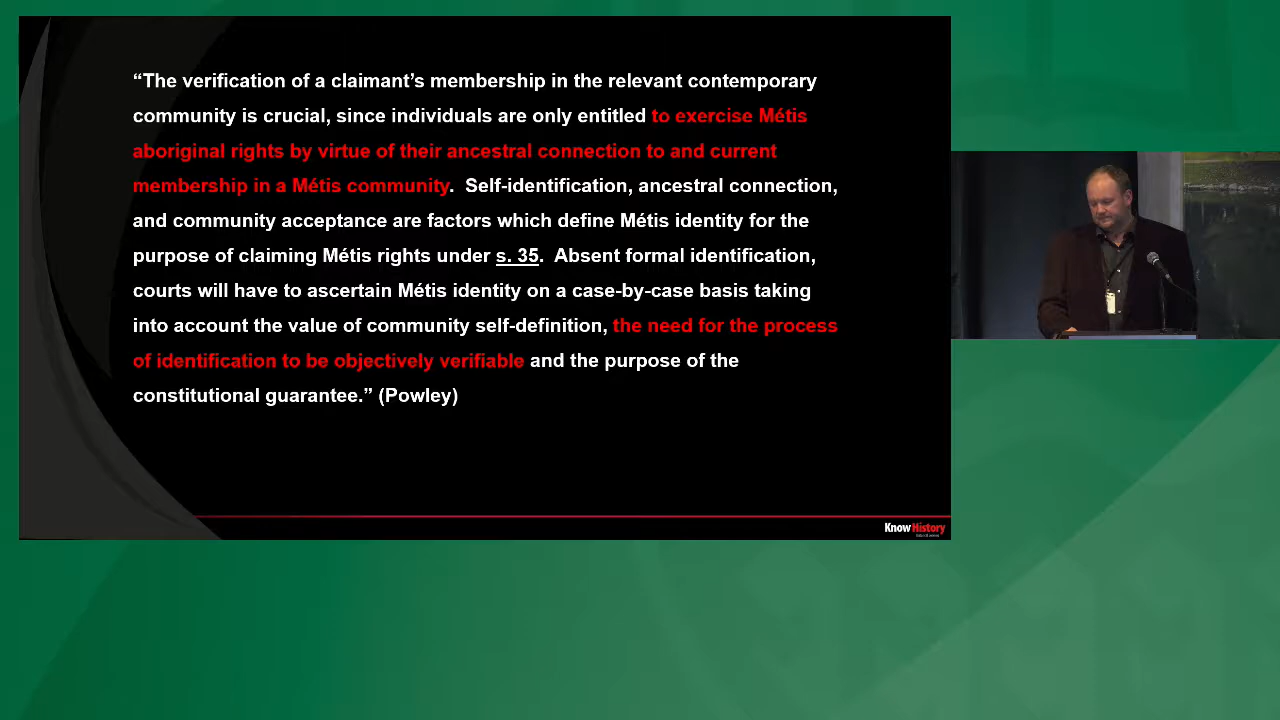 “The verification of a claimant’s membership in the relevant contemporary
community is crucial, since individuals are only entitled to exercise Métis
aboriginal rights by virtue of their ancestral connection to and current
membership in a Métis community.  Self-identification, ancestral connection,
and community acceptance are factors which define Métis identity for the
purpose of claiming Métis rights under s. 35.  Absent formal identification,
courts will have to ascertain Métis identity on a case-by-case basis taking
into account the value of community self-definition, the need for the process
of identification to be objectively verifiable and the purpose of the
constitutional guarantee.” (Powley)
KnowHistory